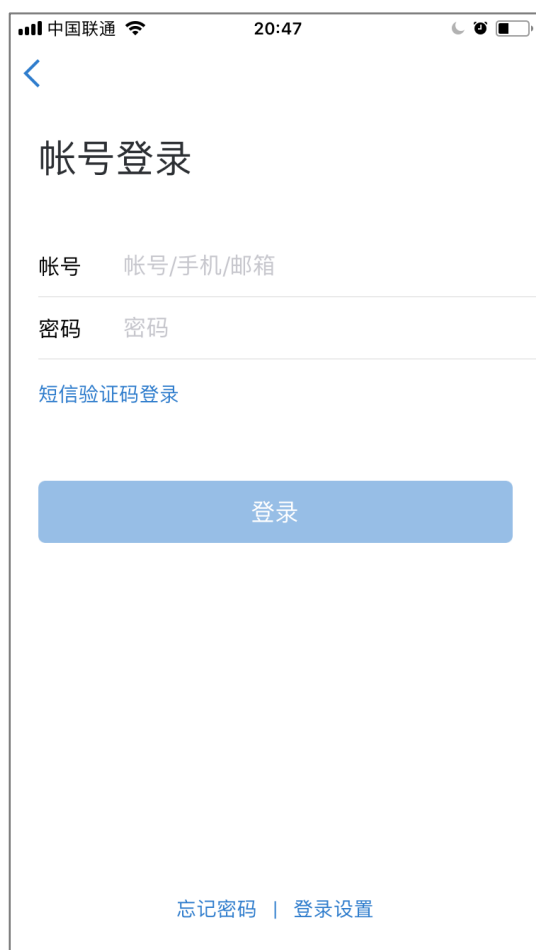 中国联通 20:47
帐号登录
帐号 帐号/手机/邮箱
密码 密码
短信验证码登录
登录
忘记密码 | 登录设置